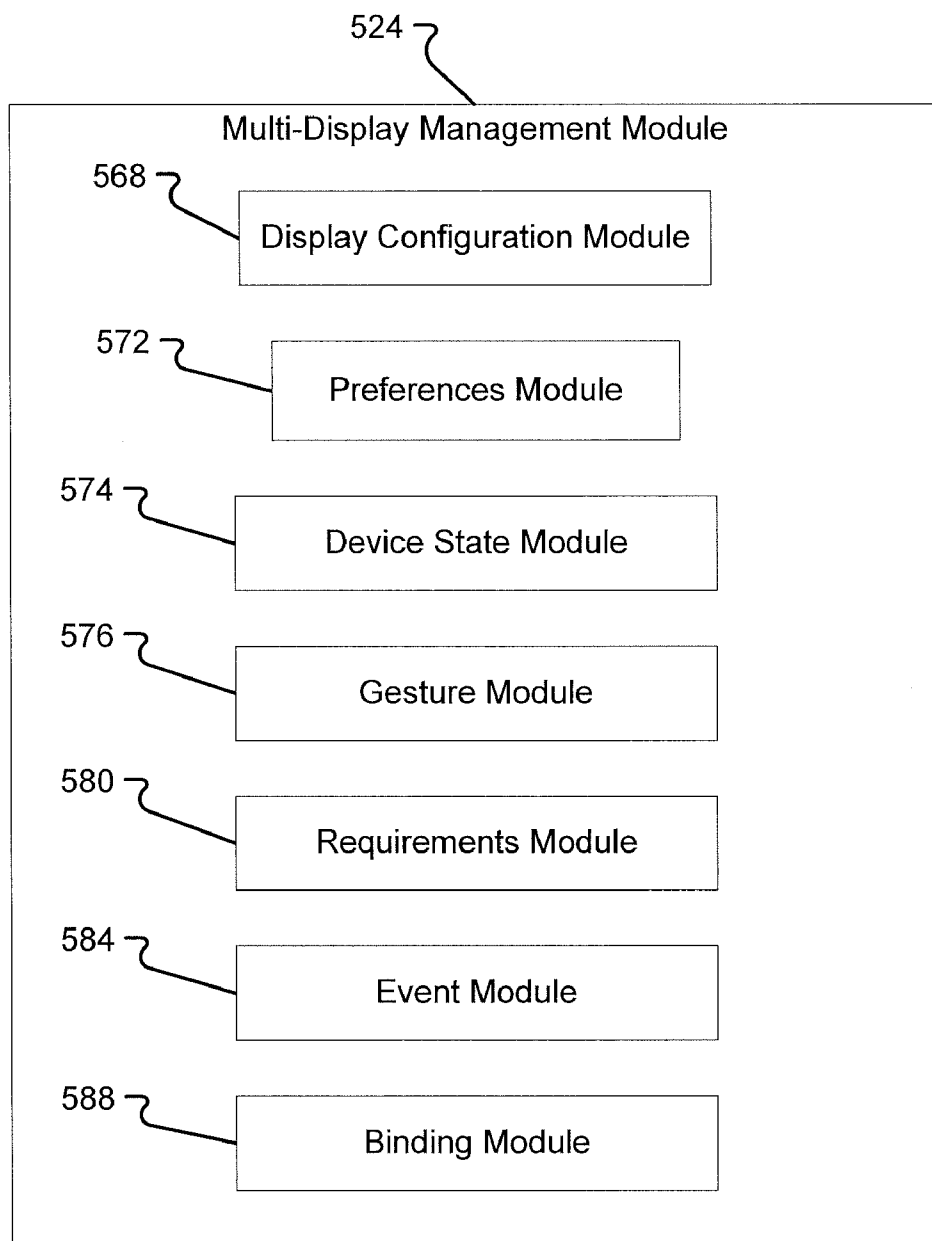 524
Multi-Display Management Module
568
Display Configuration Module
572
Preferences Module
574
Device State Module
576
Gesture Module
580
Requirements Module
584
Event Module
588
Binding Module